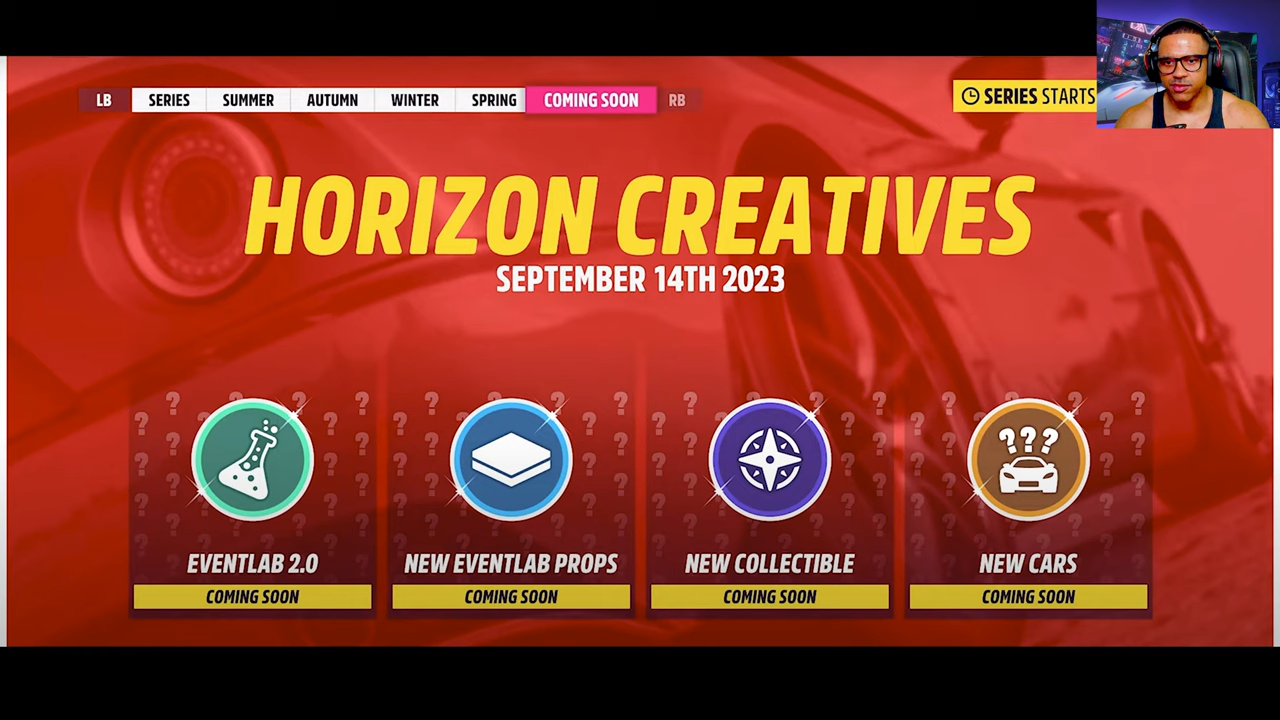 LB SERIES SUMMER AUTUMN WINTER SPRING COMING SOON RB
SERIES STARTS
HORIZON CREATIVES
SEPTEMBER 14TH 2023
???
EVENTLAB 2.0 NEW EVENTLAB PROPS NEW COLLECTIBLE NEW CARS
COMING SOON COMING SOON COMING SOON COMING SOON